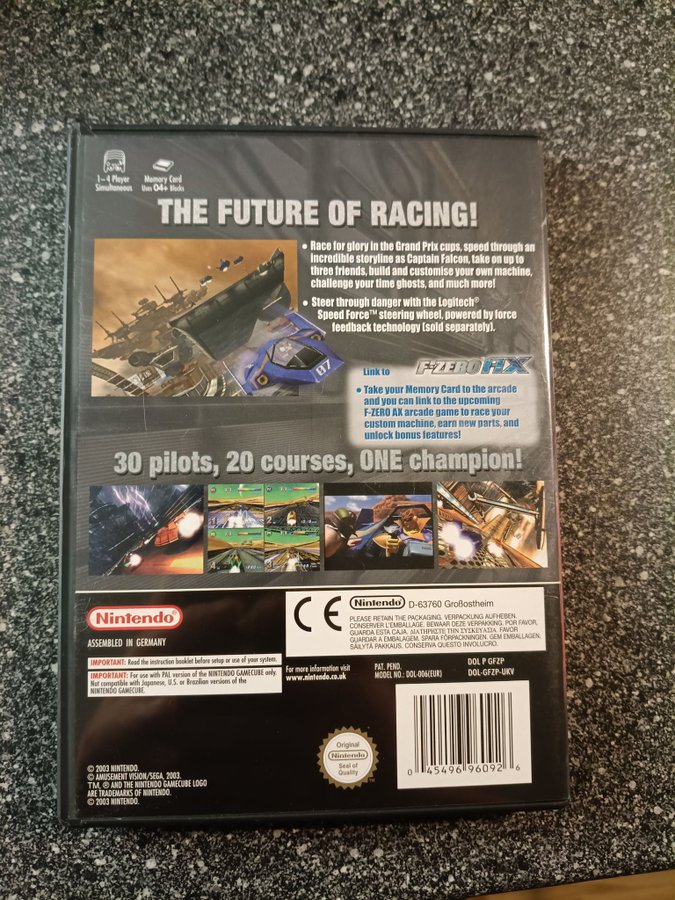 1-4 Player
Simultaneous
Memory Card
Uses 04+ Blocks
THE FUTURE OF RACING!
• Race for glory in the Grand Prix cups, speed through an
incredible storyline as Captain Falcon, take on up to
three friends, build and customise your own machine,
challenge your time ghosts, and much more!
• Steer through danger with the Logitech®
Speed Force™ steering wheel, powered by force
feedback technology (sold separately).
07
Link to F-ZERO AX
• Take your Memory Card to the arcade
and you can link to the upcoming
F-ZERO AX arcade game to race your
custom machine, earn new parts, and
unlock bonus features!
30 pilots, 20 courses, ONE champion!
Nintendo®
ASSEMBLED IN GERMANY
IMPORTANT: Read the instruction booklet before setup or use of your system.
IMPORTANT: For use with PAL version of the NINTENDO GAMECUBE only.
Not compatible with Japanese, U.S. or Brazilian versions of the
NINTENDO GAMECUBE.
CE
Nintendo® D-63760 Großostheim
PLEASE RETAIN THE PACKAGING. VERPACKUNG AUFHEBEN.
CONSERVER L'EMBALLAGE. BEWAAR DEZE VERPAKKING. POR FAVOR,
GUARDA ESTA CAJA. ΔΙΑΤΗΡΗΣΤΕ ΤΗΝ ΣΥΣΚΕΥΑΣΙΑ. FAVOR
GUARDAR A EMBALAGEM. SPARA FÖRPACKNINGEN. GEM EMBALLAGEN.
SÄILYTÄ PAKKAUS. CONSERVA QUESTO INVOLUCRO.
For more information visit
www.nintendo.co.uk
PAT. PEND.
MODEL NO.: DOL-006(EUR)
DOL P GFZP
DOL-GFZP-UKV
Original
Nintendo®
Seal of
Quality
0 45496 96092 6
© 2003 NINTENDO.
© AMUSEMENT VISION/SEGA, 2003.
TM, ® AND THE NINTENDO GAMECUBE LOGO
ARE TRADEMARKS OF NINTENDO.
© 2003 NINTENDO.